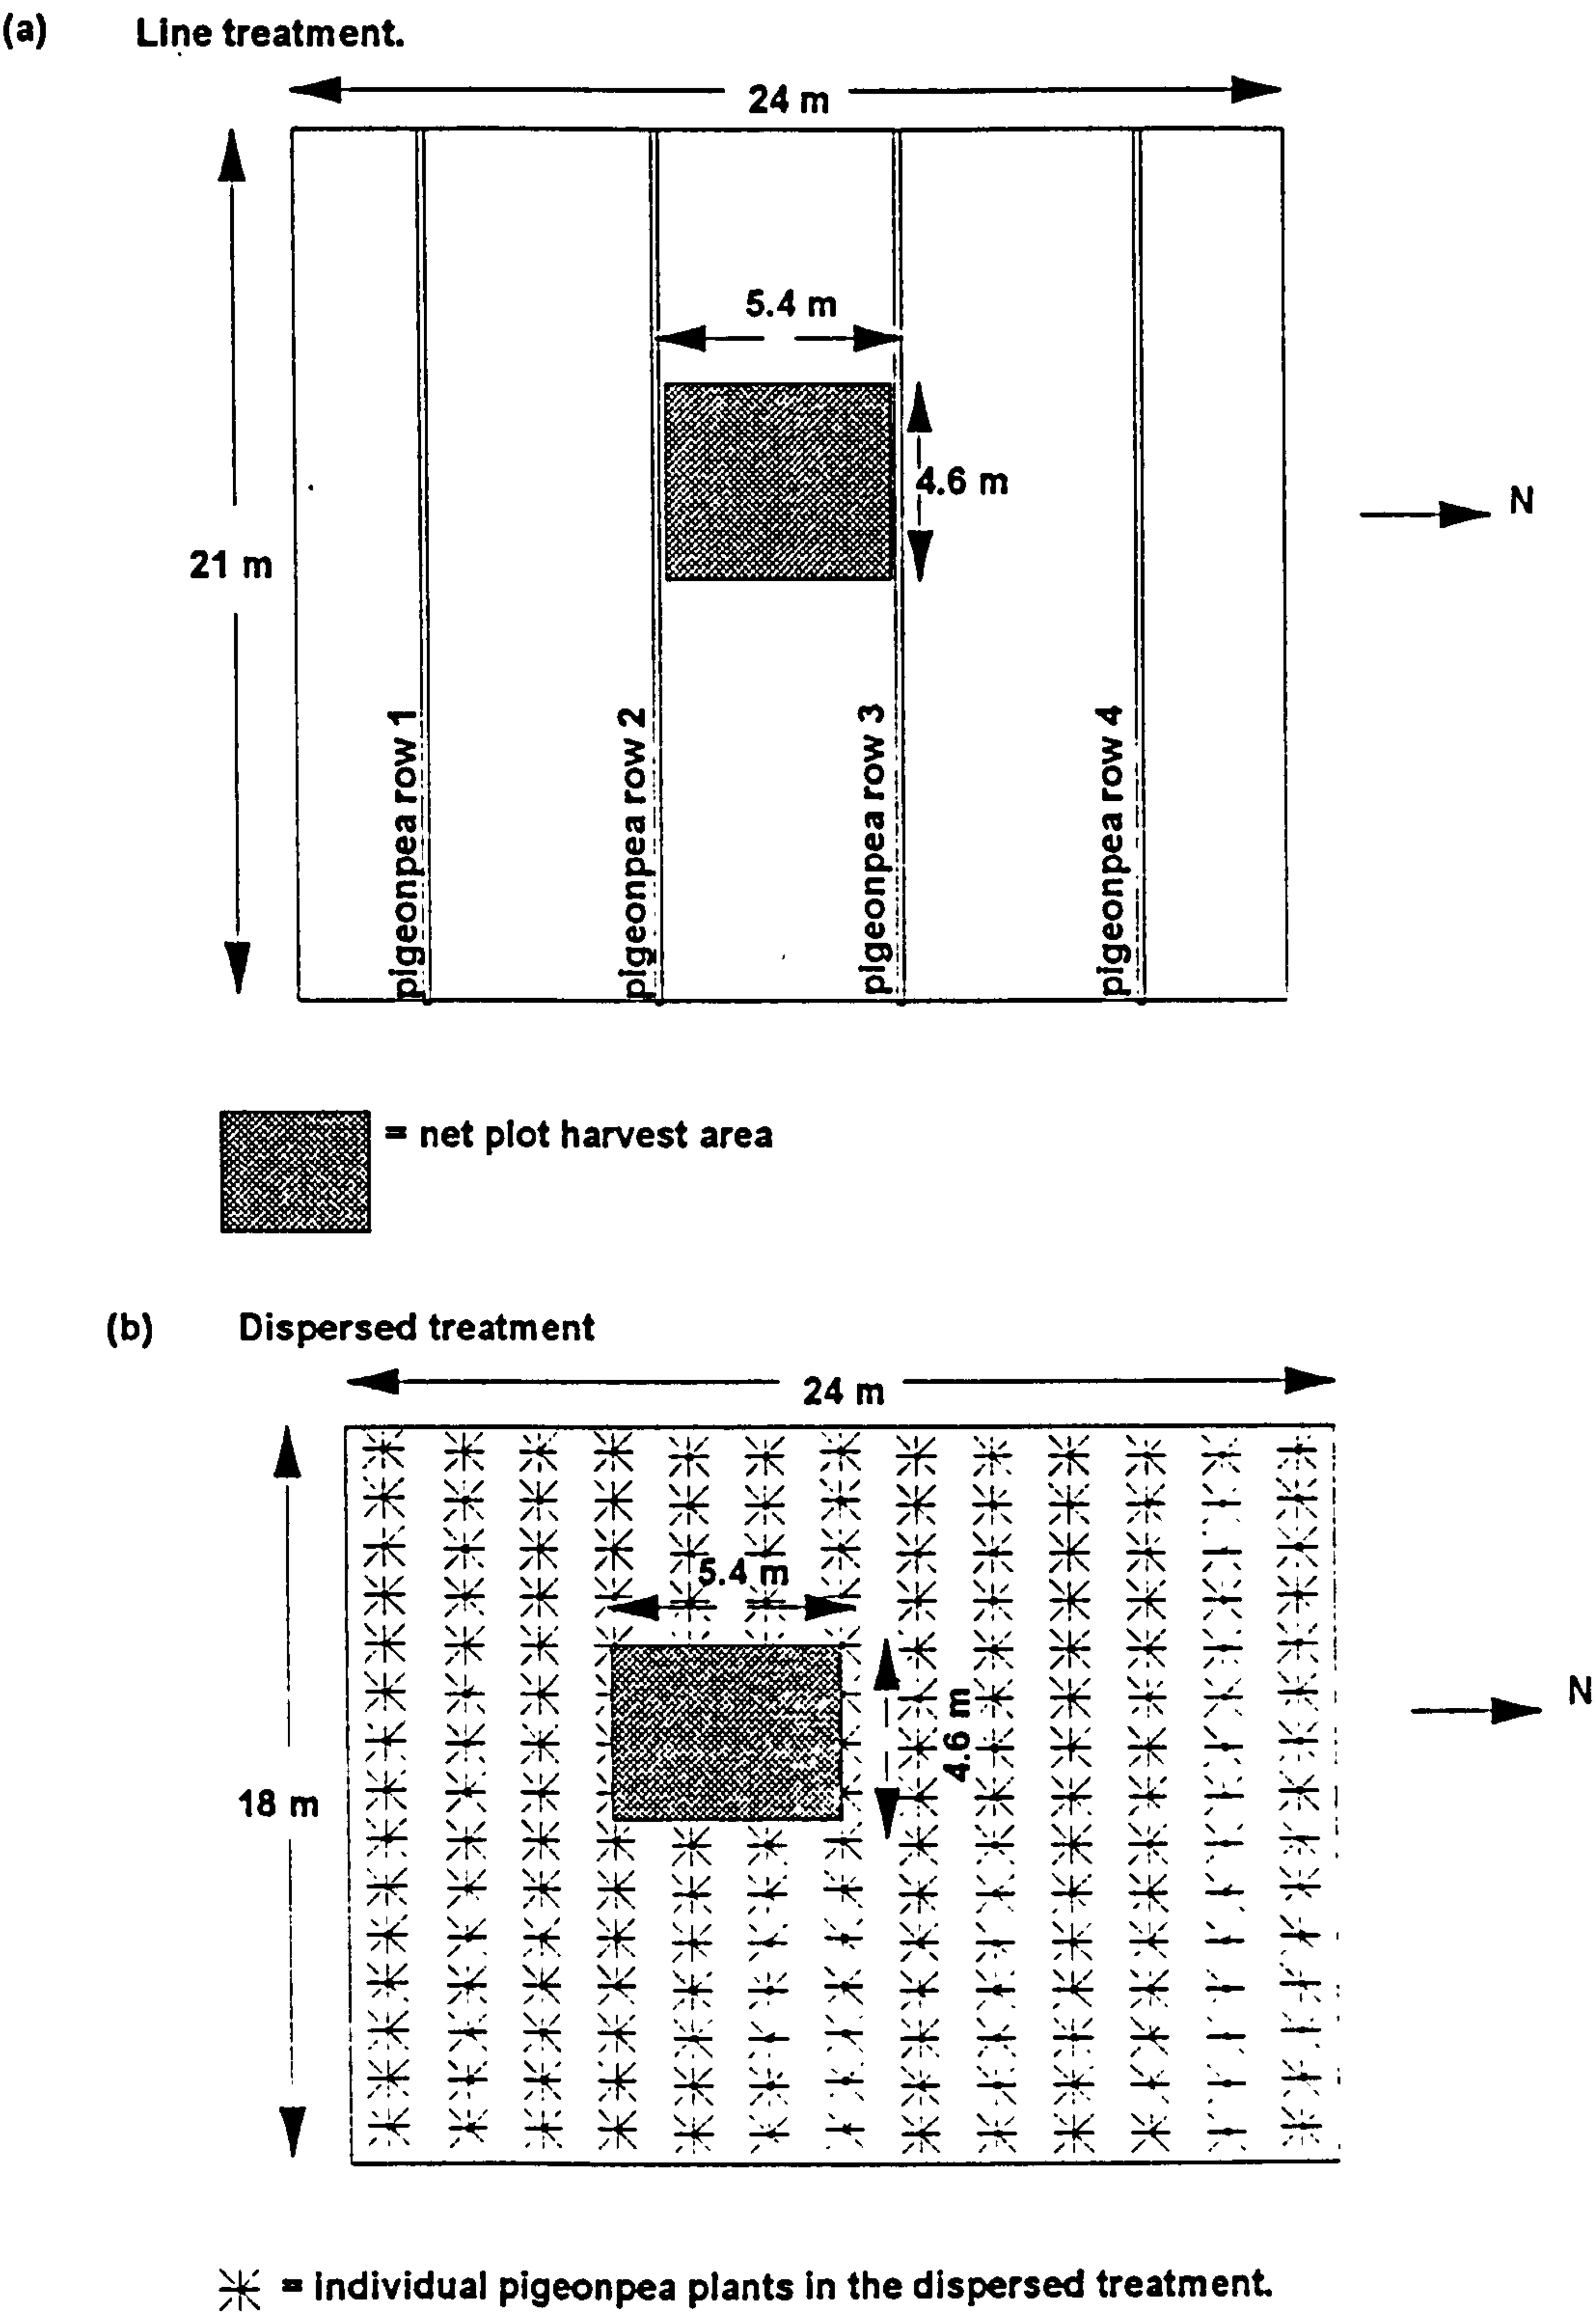 (a) Line treatment.
24 m
5.4 m
4.6 m
N
21 m
pigeonpea row 1
pigeonpea row 2
pigeonpea row 3
pigeonpea row 4
= net plot harvest area
(b) Dispersed treatment
24 m
5.4 m
4.6 m
N
18 m
= individual pigeonpea plants in the dispersed treatment.